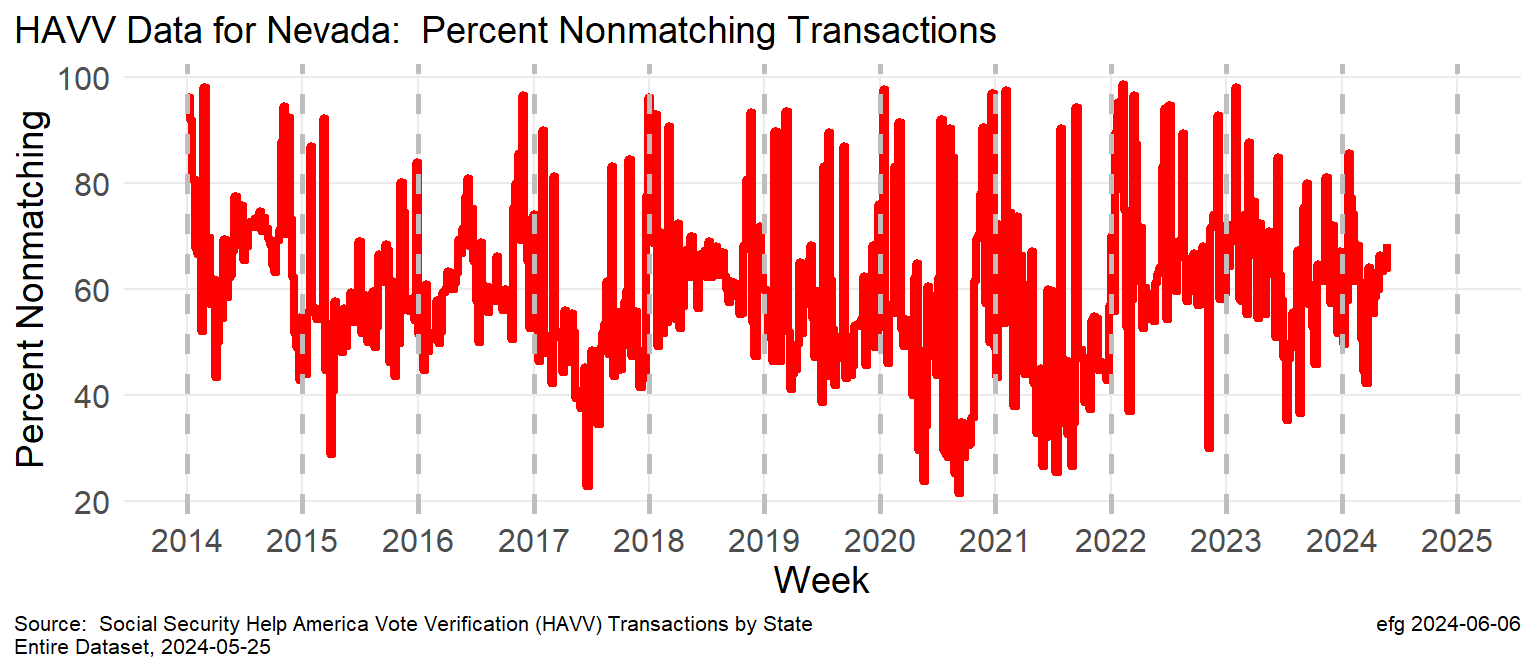 HAVV Data for Nevada:  Percent Nonmatching Transactions
Percent Nonmatching
100
80
60
40
20
2014 2015 2016 2017 2018 2019 2020 2021 2022 2023 2024 2025
Week
Source:  Social Security Help America Vote Verification (HAVV) Transactions by State
Entire Dataset, 2024-05-25
efg 2024-06-06